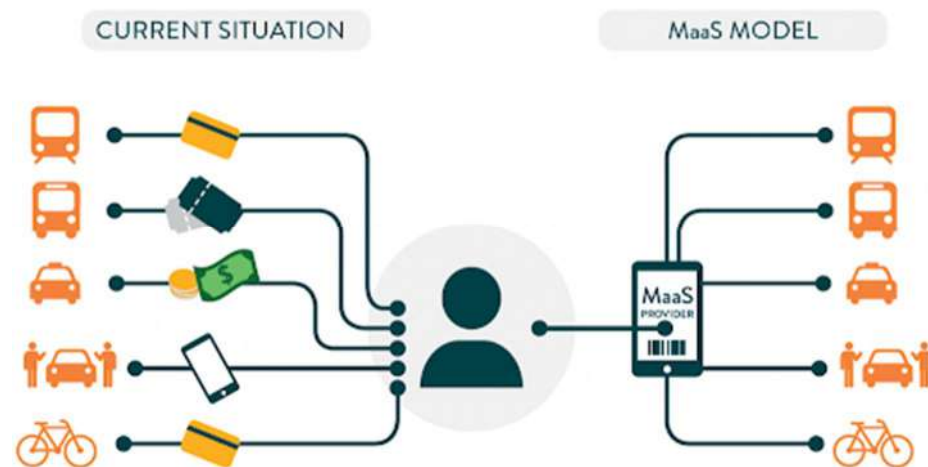 CURRENT SITUATION
MaaS MODEL
$
MaaS
PROVIDER